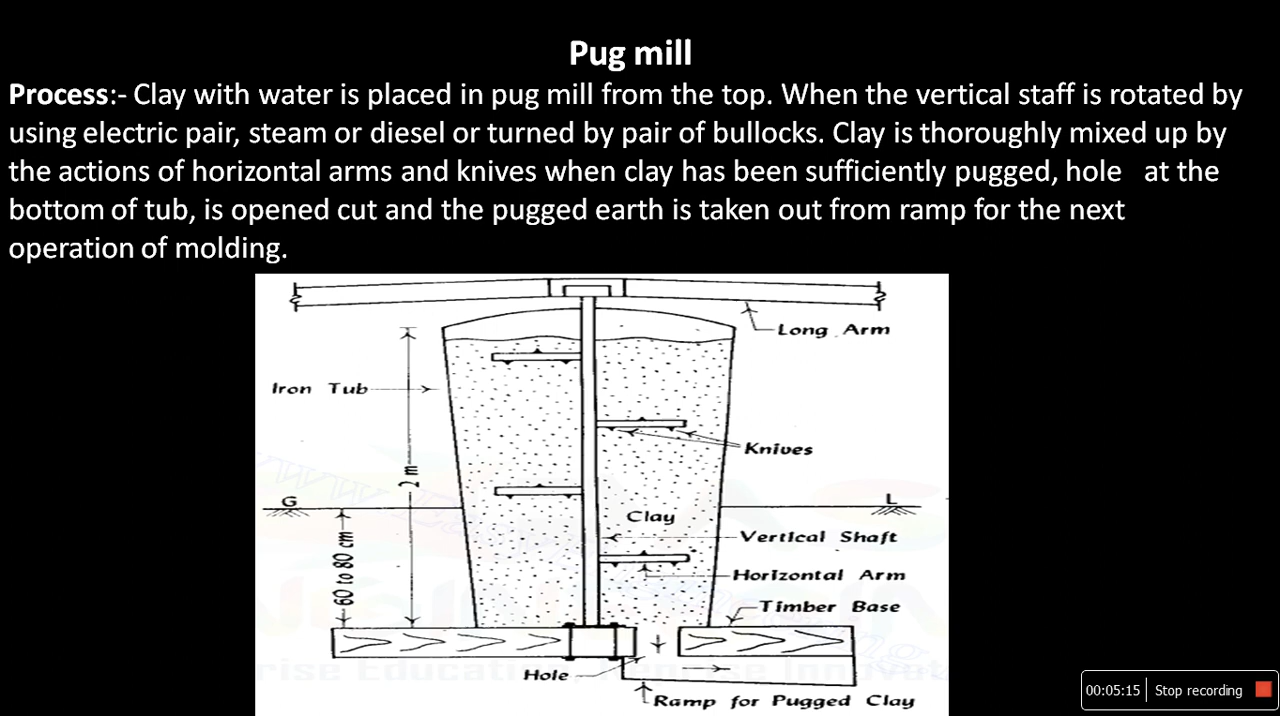 Pug mill
Process:- Clay with water is placed in pug mill from the top. When the vertical staff is rotated by
using electric pair, steam or diesel or turned by pair of bullocks. Clay is thoroughly mixed up by
the actions of horizontal arms and knives when clay has been sufficiently pugged, hole at the
bottom of tub, is opened cut and the pugged earth is taken out from ramp for the next
operation of molding.
Long Arm
Iron Tub
Knives
2 m
G
L
Clay
Vertical Shaft
60 to 80 cm
Horizontal Arm
Timber Base
Hole
Ramp for Pugged Clay
00:05:15 Stop recording